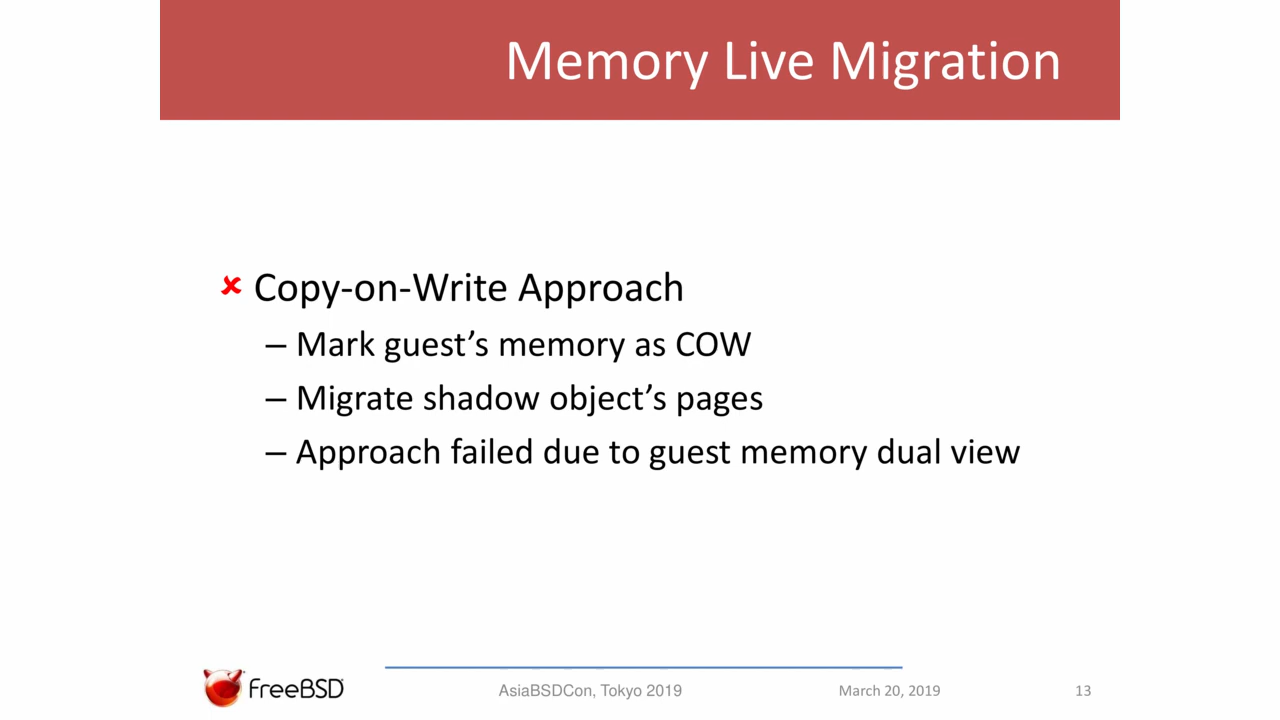 Memory Live Migration
✘ Copy-on-Write Approach
– Mark guest’s memory as COW
– Migrate shadow object’s pages
– Approach failed due to guest memory dual view
FreeBSD
AsiaBSDCon, Tokyo 2019
March 20, 2019
13